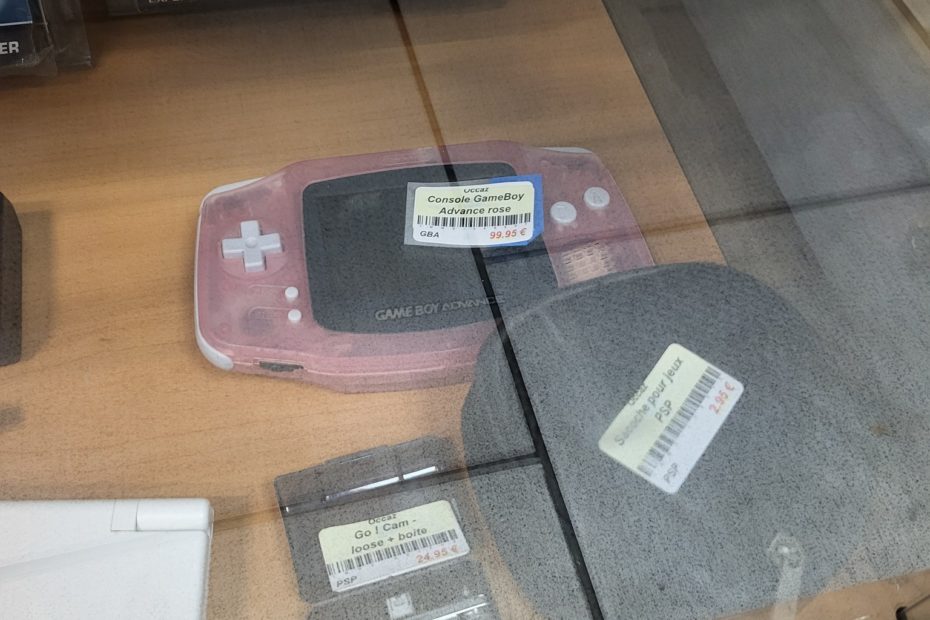 ER
Occaz
Console GameBoy
Advance rose
GBA 99.95 €
A
GAME BOY ADVANCE
Occaz
pour jeux
PSP
2.95 €
PSP
Occaz
Go ! Cam -
loose + boite
24.95 €
PSP